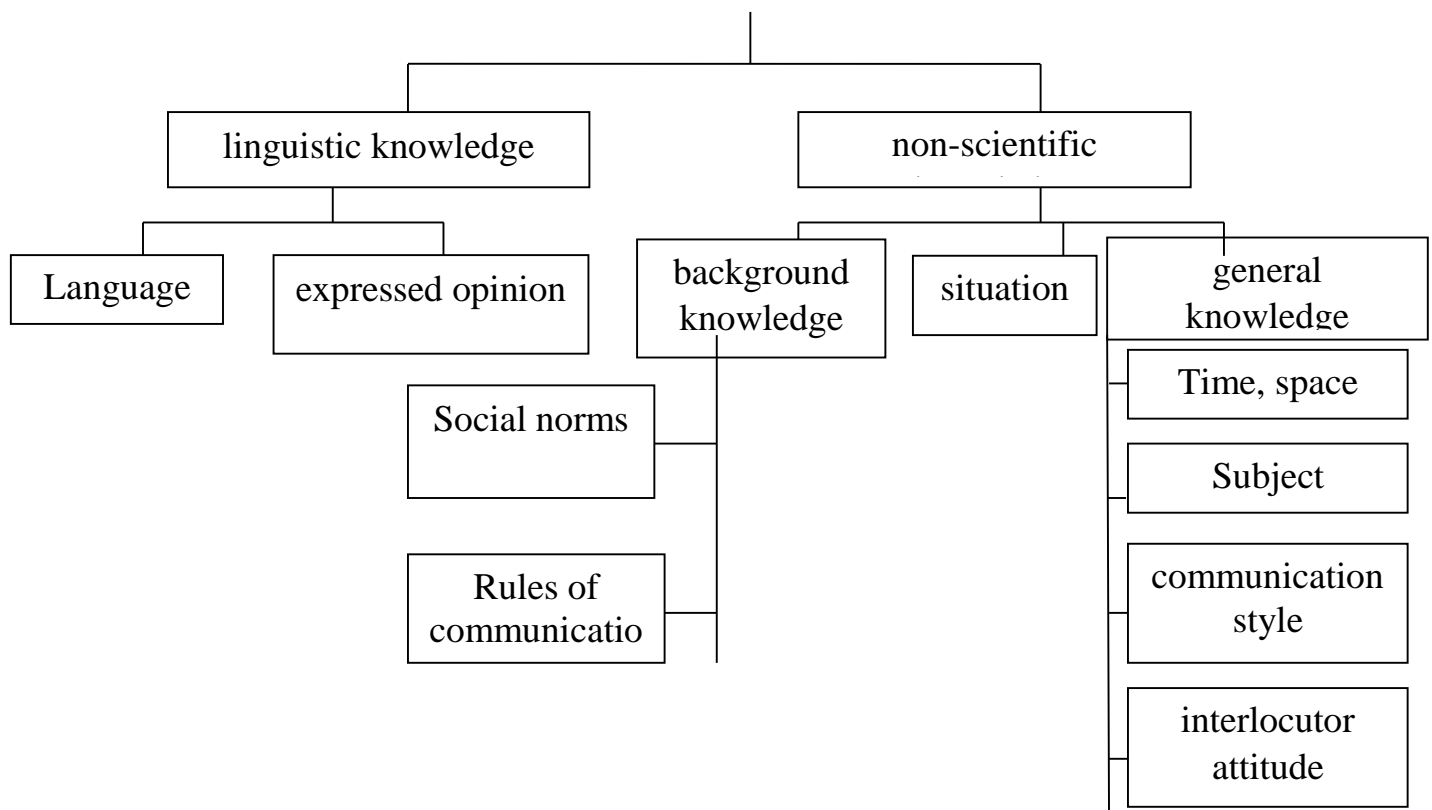 linguistic knowledge
non-scientific
Language
expressed opinion
background
knowledge
situation
general
knowledge
Time, space
Social norms
Subject
Rules of
communicatio
communication
style
interlocutor
attitude